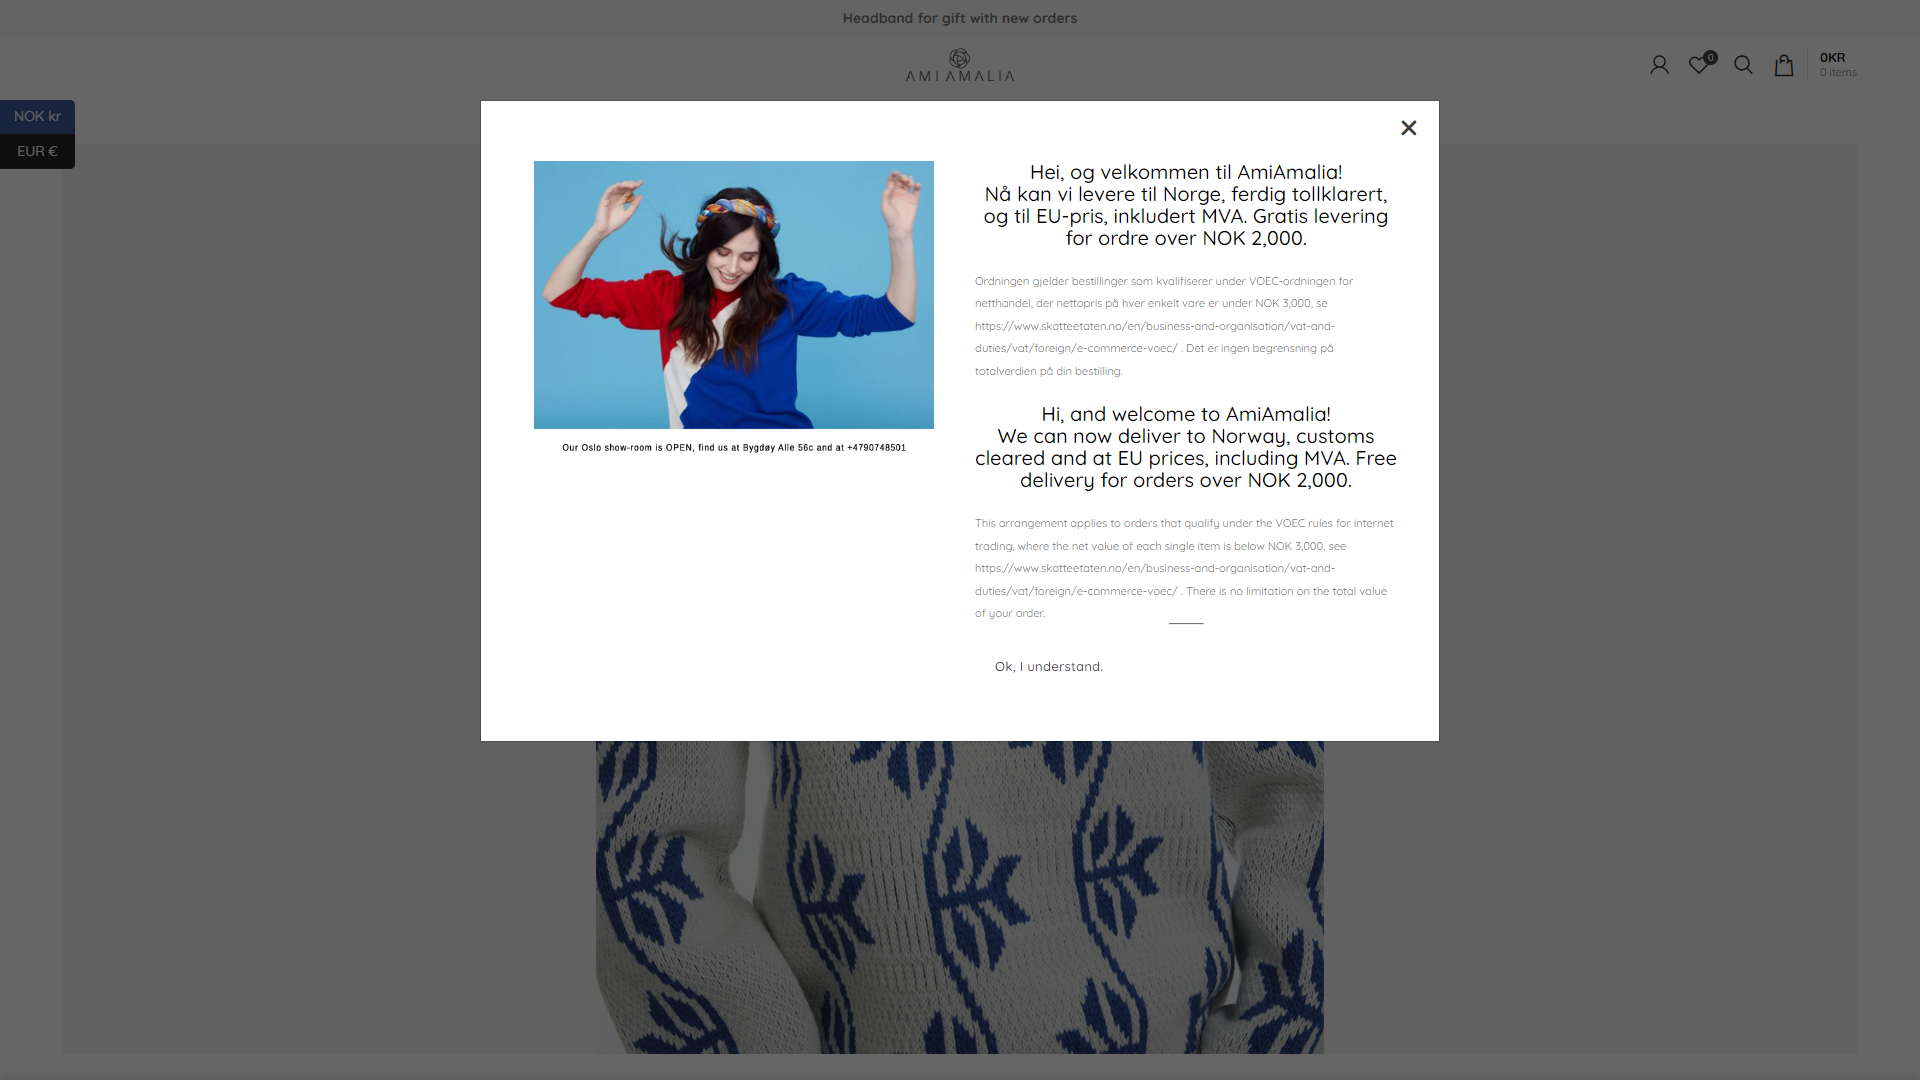 Headband for gift with new orders
AMI AMALIA
0
0KR
0 items
NOK kr
EUR €
Hei, og velkommen til AmiAmalia!
Nå kan vi levere til Norge, ferdig tollklarert,
og til EU-pris, inkludert MVA. Gratis levering
for ordre over NOK 2,000.
Ordningen gjelder bestillinger som kvalifiserer under VOEC-ordningen for
netthandel, der nettopris på hver enkelt vare er under NOK 3,000, se
https://www.skatteetaten.no/en/business-and-organisation/vat-and-
duties/vat/foreign/e-commerce-voec/ . Det er ingen begrensning på
totalverdien på din bestilling.
Our Oslo show-room is OPEN, find us at Bygdøy Alle 56c and at +4790748501
Hi, and welcome to AmiAmalia!
We can now deliver to Norway, customs
cleared and at EU prices, including MVA. Free
delivery for orders over NOK 2,000.
This arrangement applies to orders that qualify under the VOEC rules for internet
trading, where the net value of each single item is below NOK 3,000, see
https://www.skatteetaten.no/en/business-and-organisation/vat-and-
duties/vat/foreign/e-commerce-voec/ . There is no limitation on the total value
of your order.
Ok, I understand.